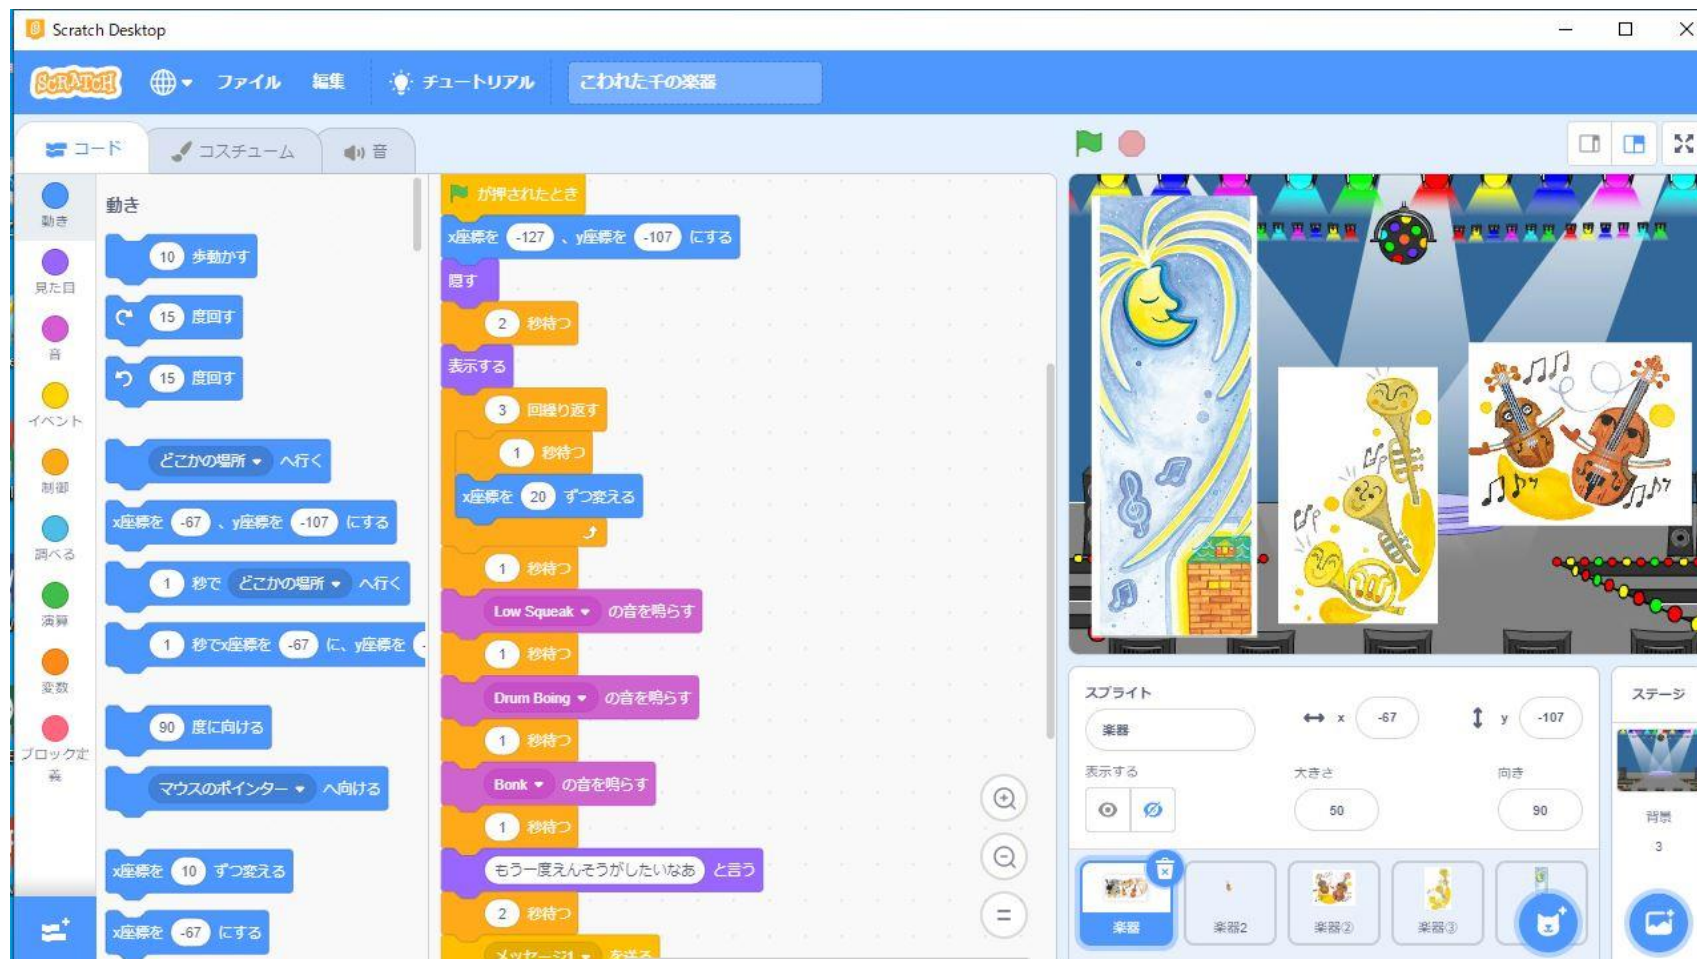 Scratch Desktop
SCRATCH
ファイル
編集
チュートリアル
こわれた千の楽器
コード
コスチューム
音
動き
見た目
音
イベント
制御
調べる
演算
変数
ブロック定
義
動き
10 歩動かす
15 度回す
15 度回す
どこかの場所 へ行く
x座標を -67 、y座標を -107 にする
1 秒で どこかの場所 へ行く
1 秒でx座標を -67 に、y座標を -
90 度に向ける
マウスのポインター へ向ける
x座標を 10 ずつ変える
x座標を -67 にする
が押されたとき
x座標を -127 、y座標を -107 にする
隠す
2 秒待つ
表示する
3 回繰り返す
1 秒待つ
x座標を 20 ずつ変える
1 秒待つ
Low Squeak の音を鳴らす
1 秒待つ
Drum Boing の音を鳴らす
1 秒待つ
Bonk の音を鳴らす
1 秒待つ
もう一度えんそうがしたいなあ と言う
2 秒待つ
メッセージ1 を送る
スプライト
楽器
x -67
y -107
表示する
大きさ
50
向き
90
楽器
楽器2
楽器②
楽器③
ステージ
背景
3